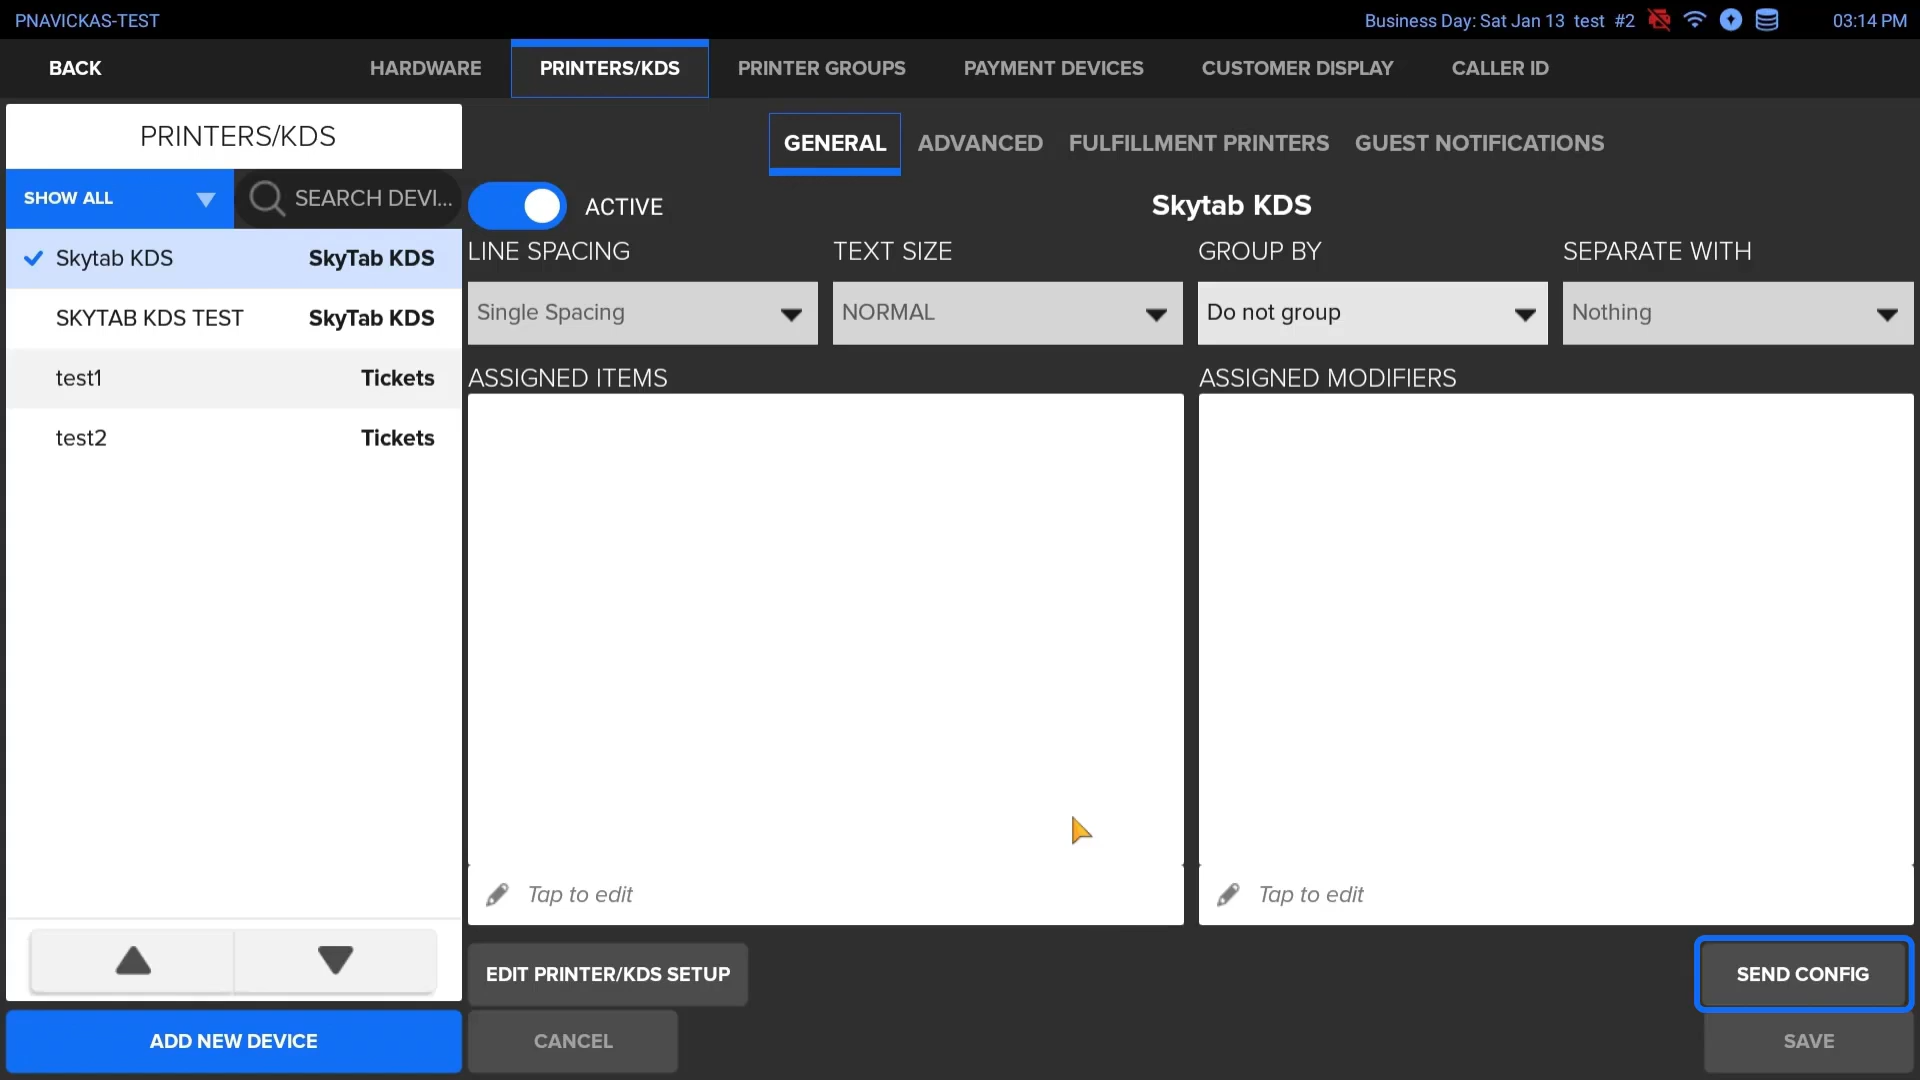 PNAVICKAS-TEST
Business Day: Sat Jan 13 test #2
03:14 PM
BACK
HARDWARE
PRINTERS/KDS
PRINTER GROUPS
PAYMENT DEVICES
CUSTOMER DISPLAY
CALLER ID
PRINTERS/KDS
GENERAL
ADVANCED
FULFILLMENT PRINTERS
GUEST NOTIFICATIONS
SHOW ALL
SEARCH DEVI...
ACTIVE
Skytab KDS
Skytab KDS SkyTab KDS
SKYTAB KDS TEST SkyTab KDS
test1 Tickets
test2 Tickets
LINE SPACING
TEXT SIZE
GROUP BY
SEPARATE WITH
Single Spacing
NORMAL
Do not group
Nothing
ASSIGNED ITEMS
ASSIGNED MODIFIERS
Tap to edit
Tap to edit
EDIT PRINTER/KDS SETUP
SEND CONFIG
ADD NEW DEVICE
CANCEL
SAVE